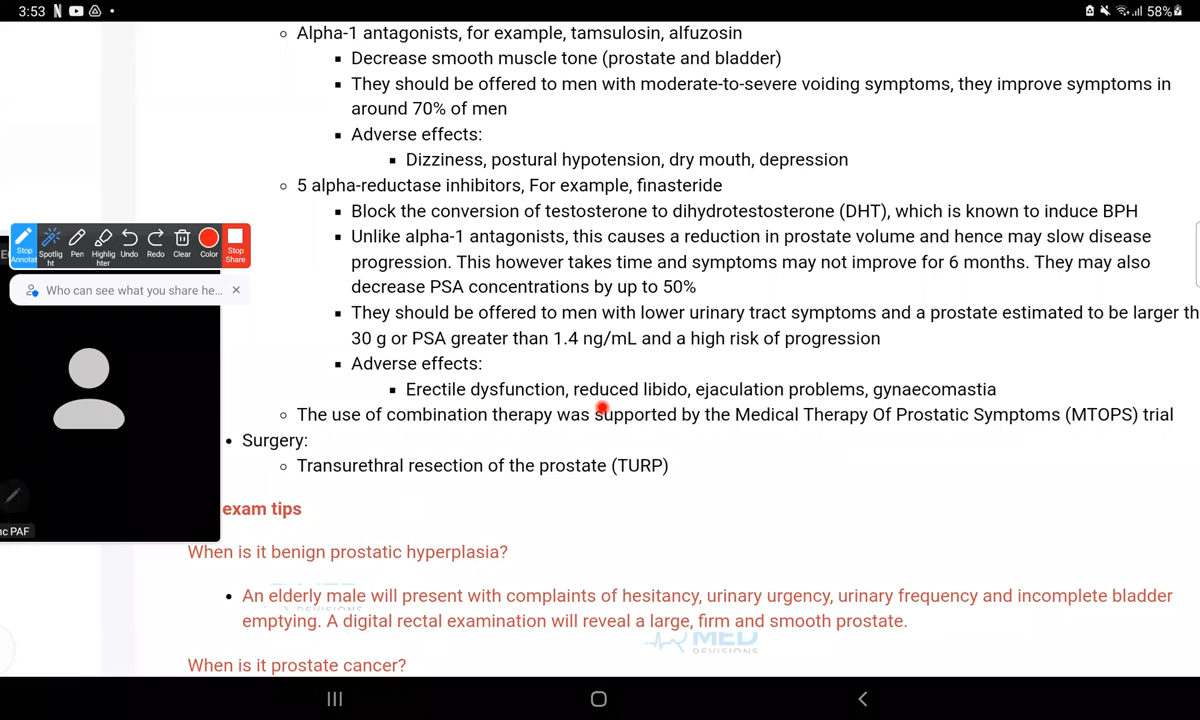 3:53
58%
Alpha-1 antagonists, for example, tamsulosin, alfuzosin
Decrease smooth muscle tone (prostate and bladder)
They should be offered to men with moderate-to-severe voiding symptoms, they improve symptoms in
around 70% of men
Adverse effects:
Dizziness, postural hypotension, dry mouth, depression
5 alpha-reductase inhibitors, For example, finasteride
Block the conversion of testosterone to dihydrotestosterone (DHT), which is known to induce BPH
Unlike alpha-1 antagonists, this causes a reduction in prostate volume and hence may slow disease
progression. This however takes time and symptoms may not improve for 6 months. They may also
decrease PSA concentrations by up to 50%
They should be offered to men with lower urinary tract symptoms and a prostate estimated to be larger th
30 g or PSA greater than 1.4 ng/mL and a high risk of progression
Adverse effects:
Erectile dysfunction, reduced libido, ejaculation problems, gynaecomastia
The use of combination therapy was supported by the Medical Therapy Of Prostatic Symptoms (MTOPS) trial
Surgery:
Transurethral resection of the prostate (TURP)
exam tips
When is it benign prostatic hyperplasia?
An elderly male will present with complaints of hesitancy, urinary urgency, urinary frequency and incomplete bladder
emptying. A digital rectal examination will reveal a large, firm and smooth prostate.
MED
REVISIONS
When is it prostate cancer?
Stop Annotat
Spotlight
Pen
Highlighter
Undo
Redo
Clear
Color
Stop Share
Who can see what you share he...
nc PAF